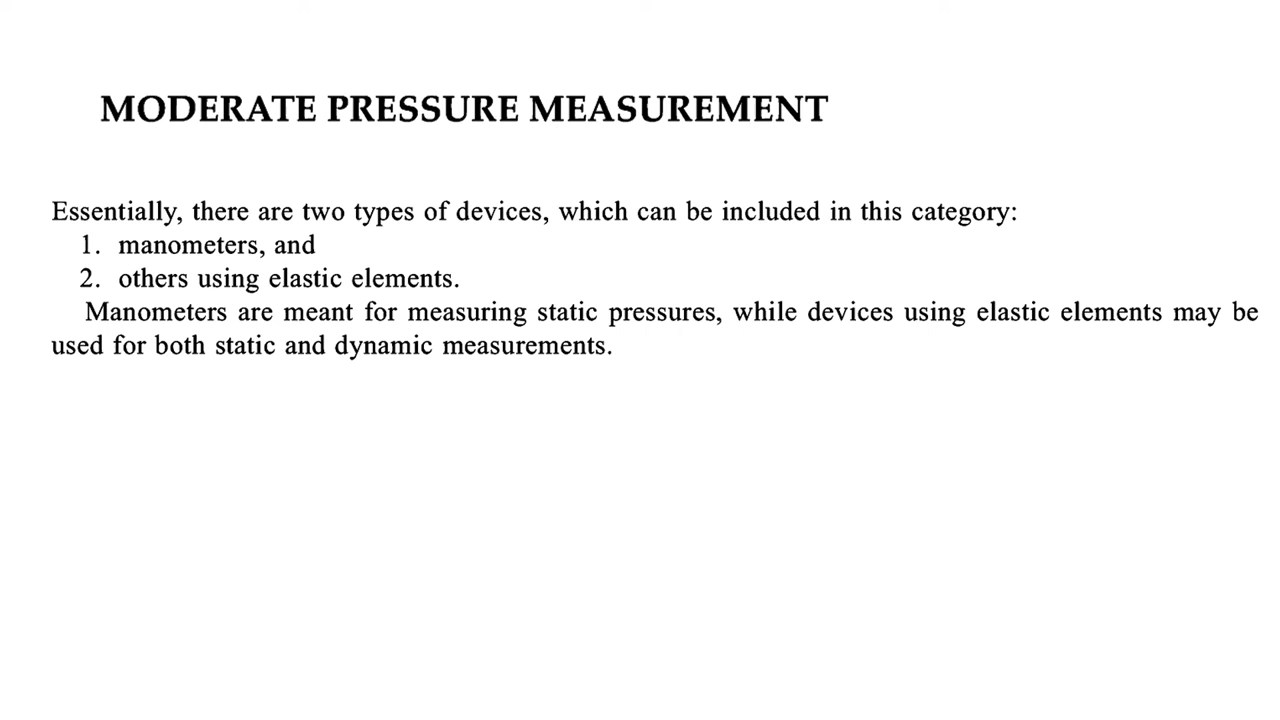 MODERATE PRESSURE MEASUREMENT
Essentially, there are two types of devices, which can be included in this category:
1. manometers, and
2. others using elastic elements.
Manometers are meant for measuring static pressures, while devices using elastic elements may be
used for both static and dynamic measurements.